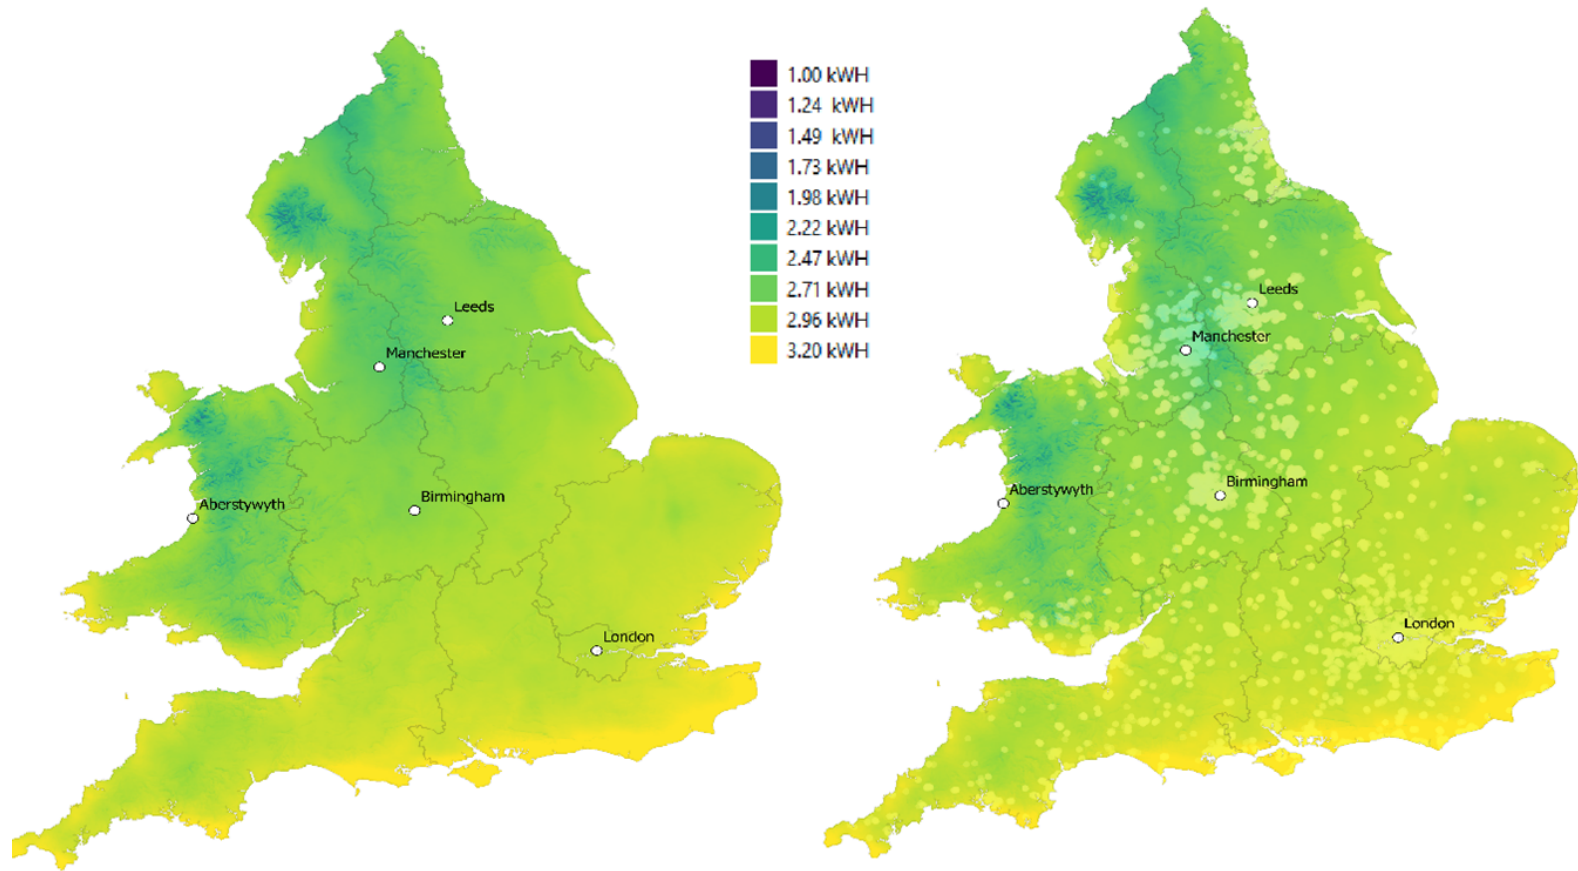 Leeds
Manchester
Aberstywyth
Birmingham
London
1.00 kWH
1.24 kWH
1.49 kWH
1.73 kWH
1.98 kWH
2.22 kWH
2.47 kWH
2.71 kWH
2.96 kWH
3.20 kWH
Leeds
Manchester
Aberstywyth
Birmingham
London